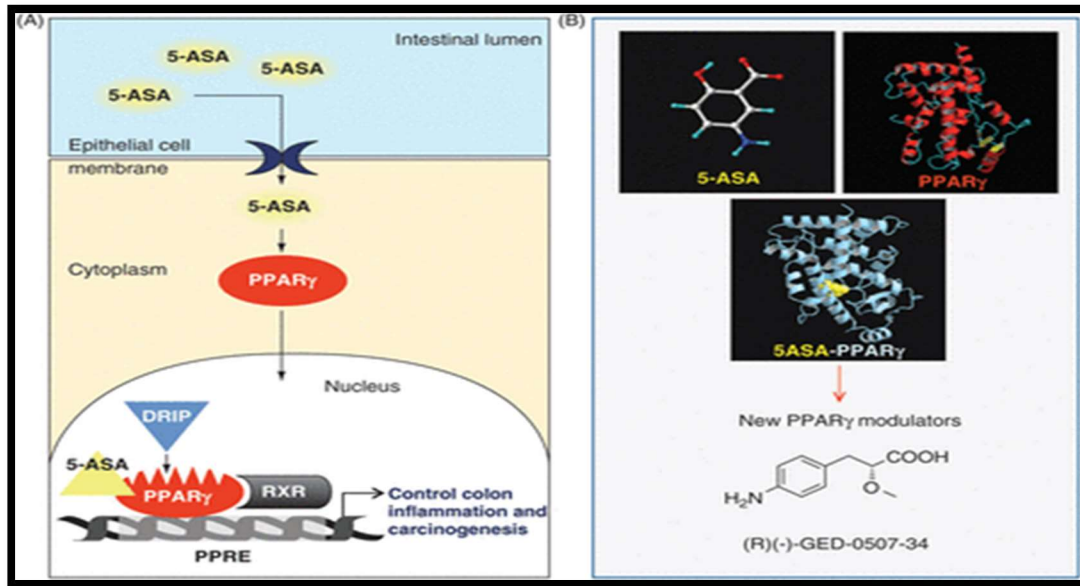 (A)
Intestinal lumen
5-ASA
5-ASA
5-ASA
Epithelial cell
membrane
5-ASA
Cytoplasm
PPARγ
Nucleus
DRIP
5-ASA
PPARγ
RXR
Control colon
inflammation and
carcinogenesis
PPRE
(B)
5-ASA
PPARγ
5ASA-PPARγ
New PPARγ modulators
COOH
H₂N
O
(R)(-)-GED-0507-34